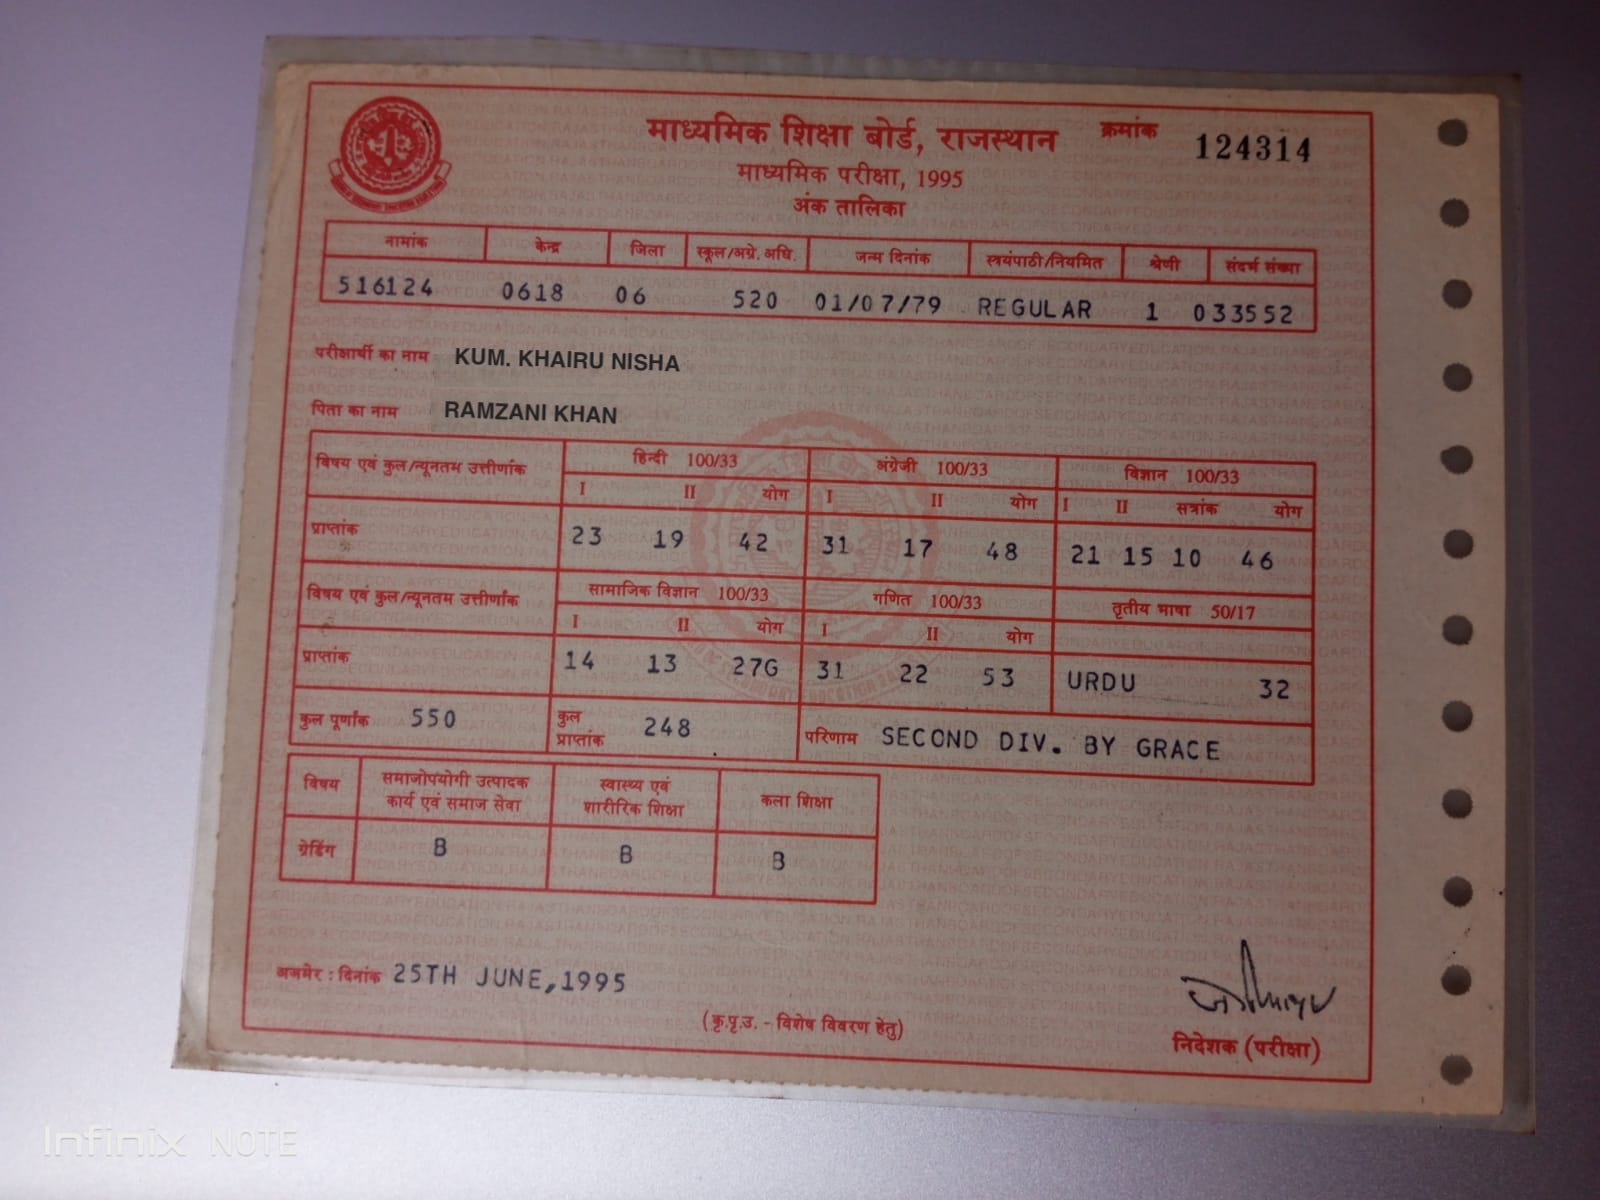 माध्यमिक शिक्षा बोर्ड, राजस्थान
क्रमांक 124314
माध्यमिक परीक्षा, 1995
अंक तालिका
नामांक केन्द्र जिला स्कूल/अग्रे. अधि. जन्म दिनांक स्वयंपाठी/नियमित श्रेणी संदर्भ संख्या
516124 0618 06 520 01/07/79 REGULAR 1 033552
परीक्षार्थी का नाम KUM. KHAIRU NISHA
पिता का नाम RAMZANI KHAN
विषय एवं कुल/न्यूनतम उत्तीर्णांक हिन्दी 100/33 अंग्रेजी 100/33 विज्ञान 100/33
I II योग I II योग I II सत्रांक योग
प्राप्तांक 23 19 42 31 17 48 21 15 10 46
विषय एवं कुल/न्यूनतम उत्तीर्णांक सामाजिक विज्ञान 100/33 गणित 100/33 तृतीय भाषा 50/17
I II योग I II योग
प्राप्तांक 14 13 27G 31 22 53 URDU 32
कुल पूर्णांक 550 कुल प्राप्तांक 248 परिणाम SECOND DIV. BY GRACE
विषय समाजोपयोगी उत्पादक स्वास्थ्य एवं कला शिक्षा
कार्य एवं समाज सेवा शारीरिक शिक्षा
ग्रेडिंग B B B
अजमेर : दिनांक 25TH JUNE,1995
(कृ.पृ.उ. - विशेष विवरण हेतु)
निदेशक (परीक्षा)
Infinix NOTE